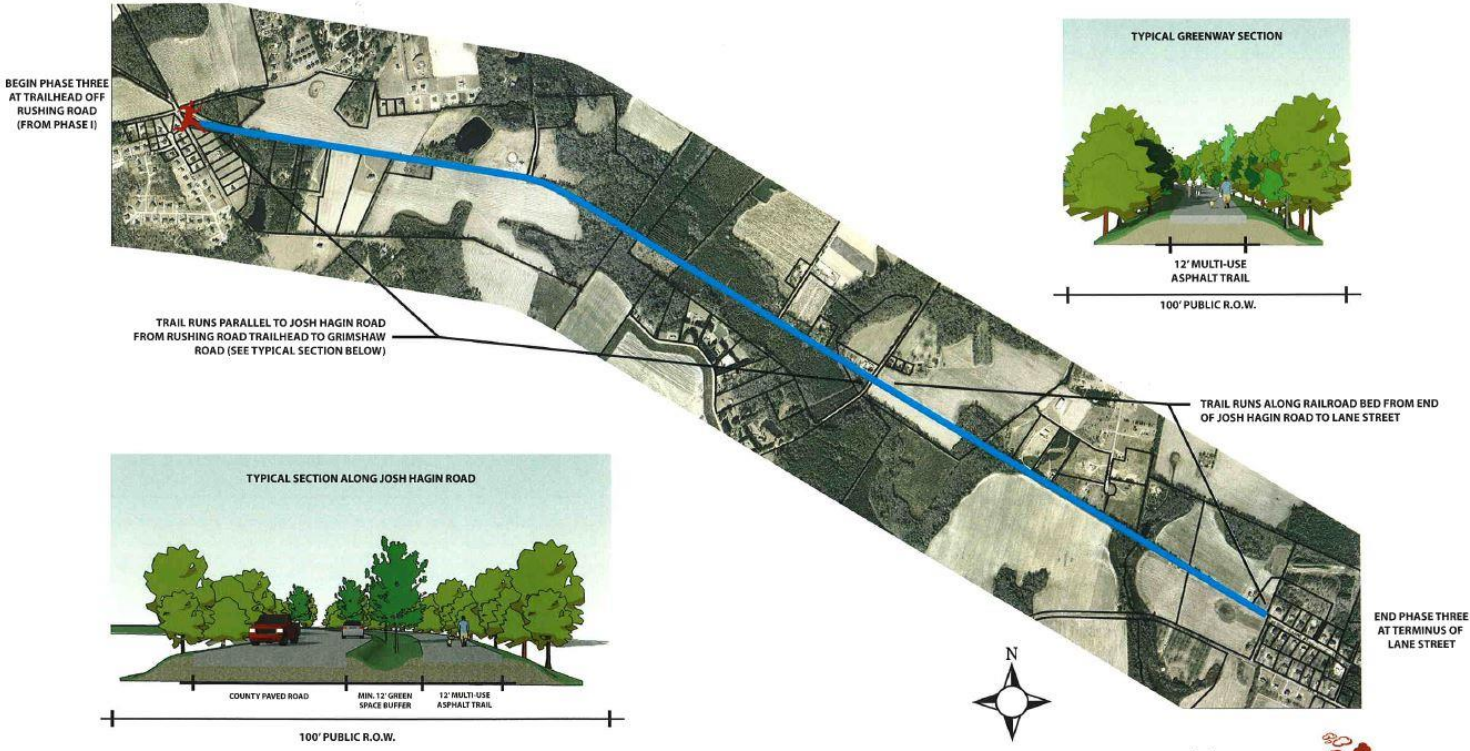 BEGIN PHASE THREE
AT TRAILHEAD OFF
RUSHING ROAD
(FROM PHASE I)
TYPICAL GREENWAY SECTION
12' MULTI-USE
ASPHALT TRAIL
100' PUBLIC R.O.W.
TRAIL RUNS PARALLEL TO JOSH HAGIN ROAD
FROM RUSHING ROAD TRAILHEAD TO GRIMSHAW
ROAD (SEE TYPICAL SECTION BELOW)
TRAIL RUNS ALONG RAILROAD BED FROM END
OF JOSH HAGIN ROAD TO LANE STREET
TYPICAL SECTION ALONG JOSH HAGIN ROAD
COUNTY PAVED ROAD
MIN. 12' GREEN
SPACE BUFFER
12' MULTI-USE
ASPHALT TRAIL
100' PUBLIC R.O.W.
N
END PHASE THREE
AT TERMINUS OF
LANE STREET